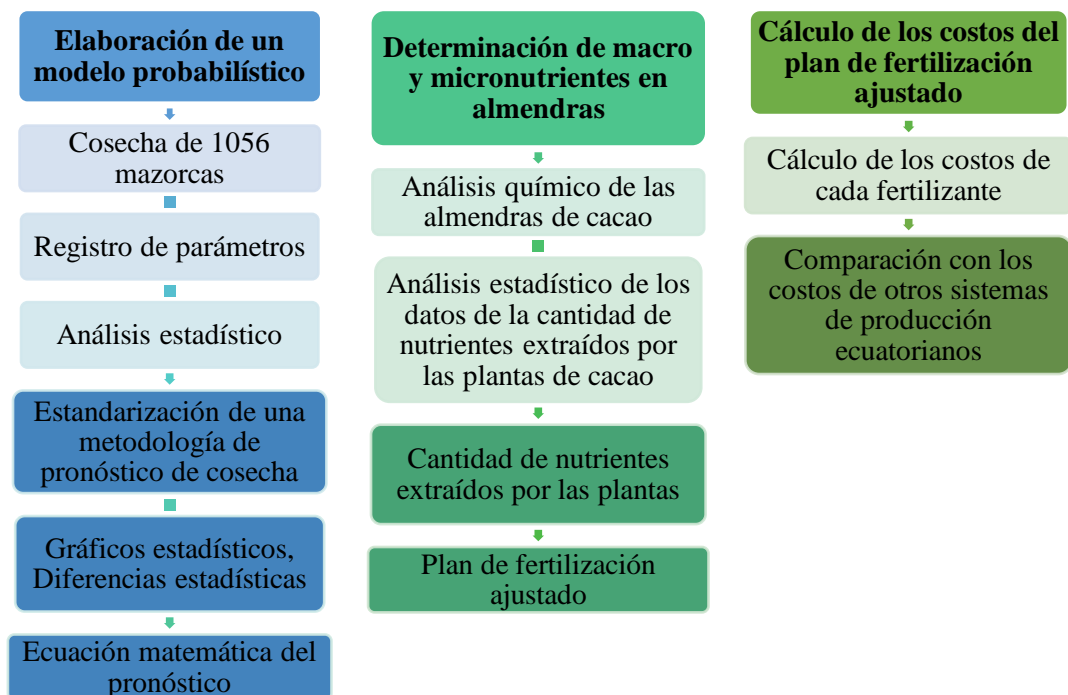 Elaboración de un
modelo probabilístico
Cosecha de 1056
mazorcas
Registro de parámetros
Análisis estadístico
Estandarización de una
metodología de
pronóstico de cosecha
Gráficos estadísticos,
Diferencias estadísticas
Ecuación matemática del
pronóstico
Determinación de macro
y micronutrientes en
almendras
Análisis químico de las
almendras de cacao
Análisis estadístico de los
datos de la cantidad de
nutrientes extraídos por
las plantas de cacao
Cantidad de nutrientes
extraídos por las plantas
Plan de fertilización
ajustado
Cálculo de los costos del
plan de fertilización
ajustado
Cálculo de los costos de
cada fertilizante
Comparación con los
costos de otros sistemas
de producción
ecuatorianos